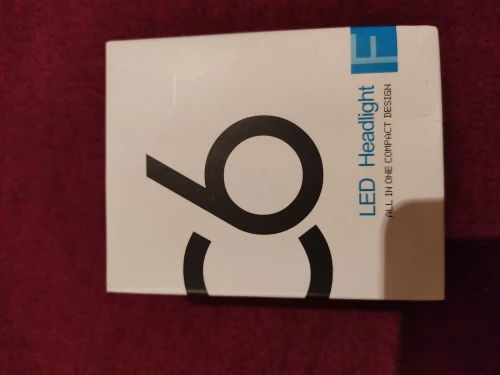 C6
F
LED Headlight
ALL IN ONE COMPACT DESIGN